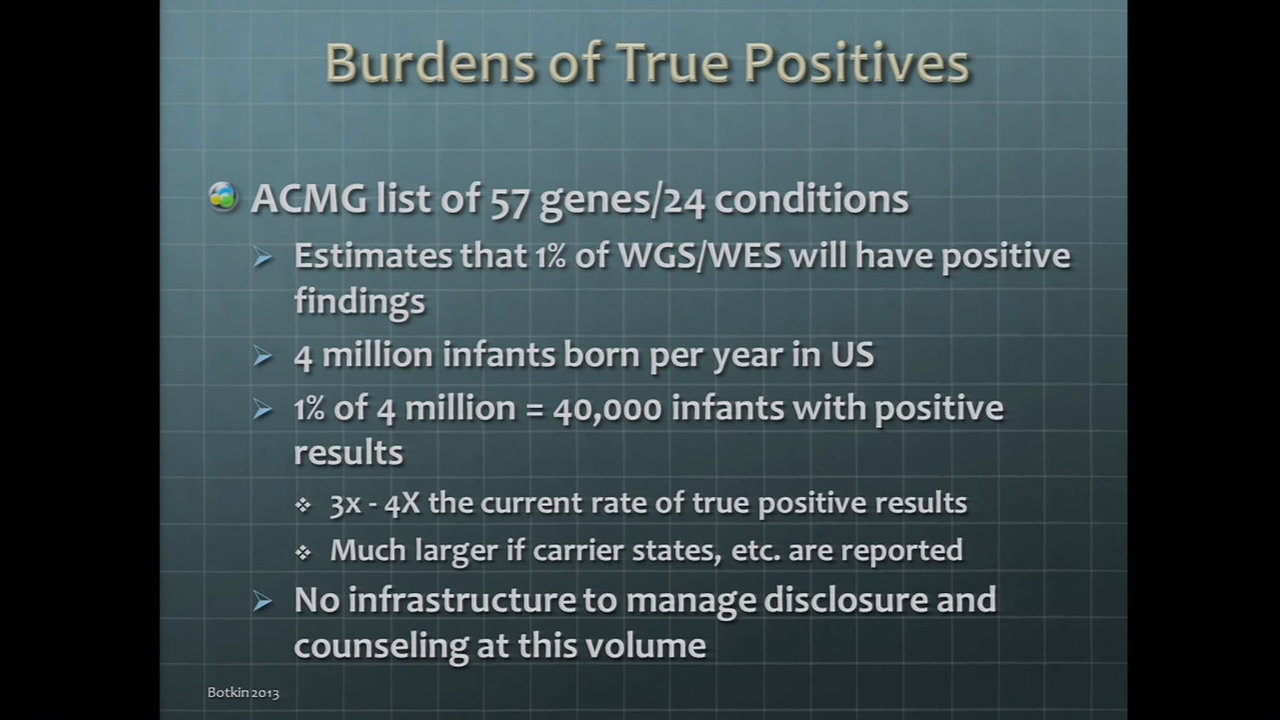 Burdens of True Positives
ACMG list of 57 genes/24 conditions
Estimates that 1% of WGS/WES will have positive
findings
4 million infants born per year in US
1% of 4 million = 40,000 infants with positive
results
3x - 4X the current rate of true positive results
Much larger if carrier states, etc. are reported
No infrastructure to manage disclosure and
counseling at this volume
Botkin 2013